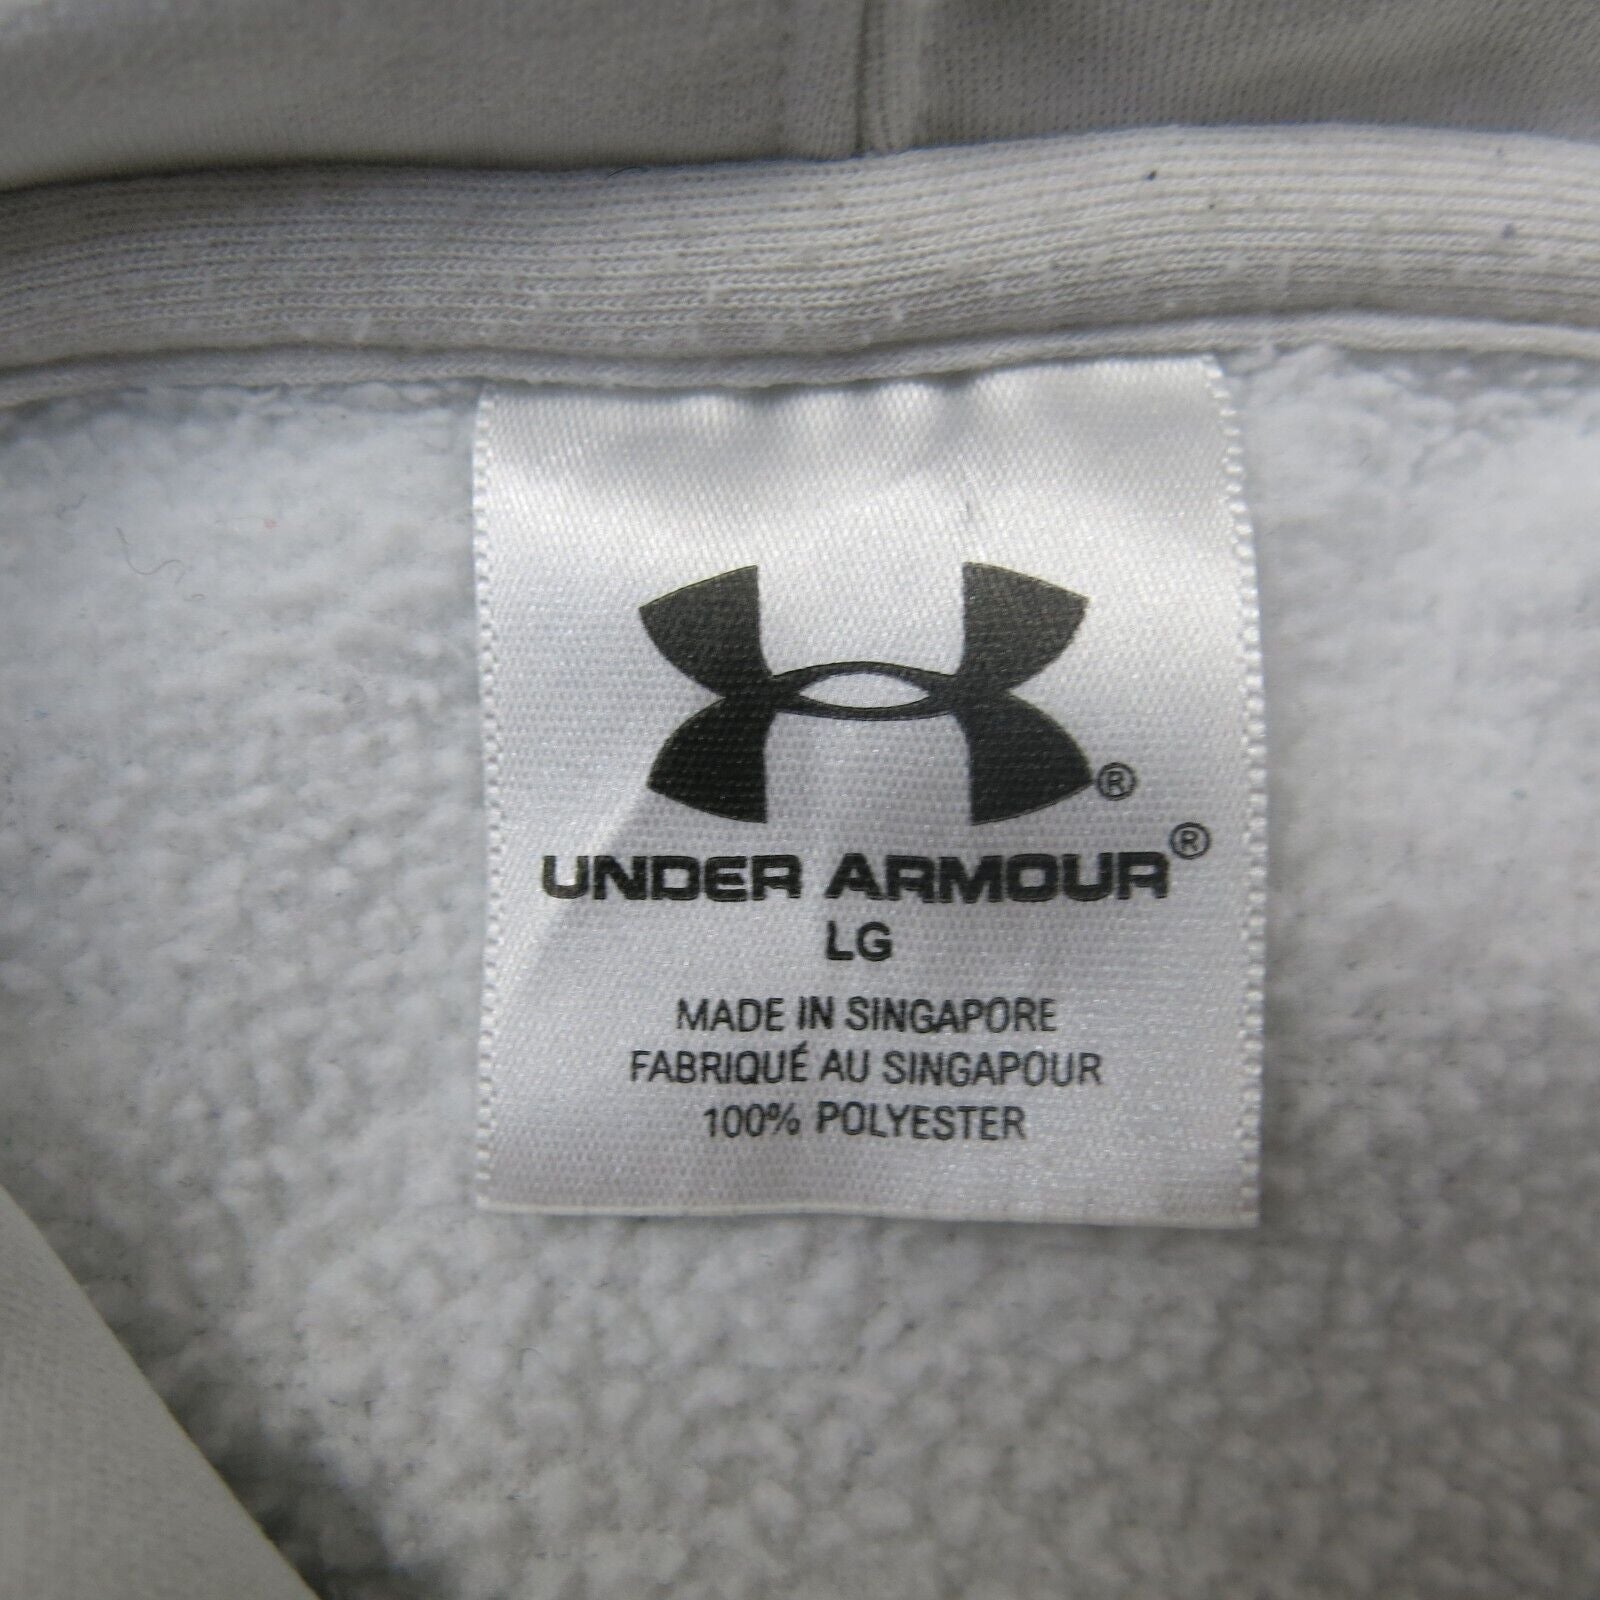 ®
UNDER ARMOUR®
LG
MADE IN SINGAPORE
FABRIQUÉ AU SINGAPOUR
100% POLYESTER